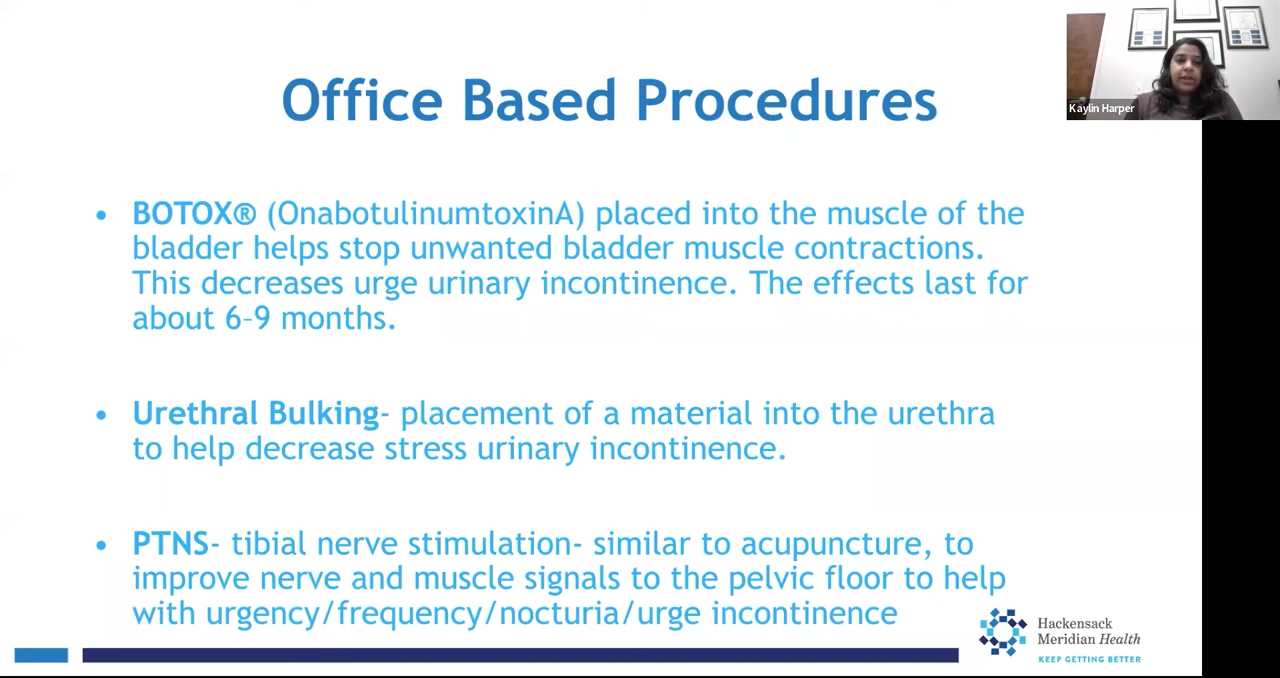 Office Based Procedures
Kaylin Harper
• BOTOX® (OnabotulinumtoxinA) placed into the muscle of the
bladder helps stop unwanted bladder muscle contractions.
This decreases urge urinary incontinence. The effects last for
about 6–9 months.
• Urethral Bulking- placement of a material into the urethra
to help decrease stress urinary incontinence.
• PTNS- tibial nerve stimulation- similar to acupuncture, to
improve nerve and muscle signals to the pelvic floor to help
with urgency/frequency/nocturia/urge incontinence
Hackensack
Meridian Health
KEEP GETTING BETTER